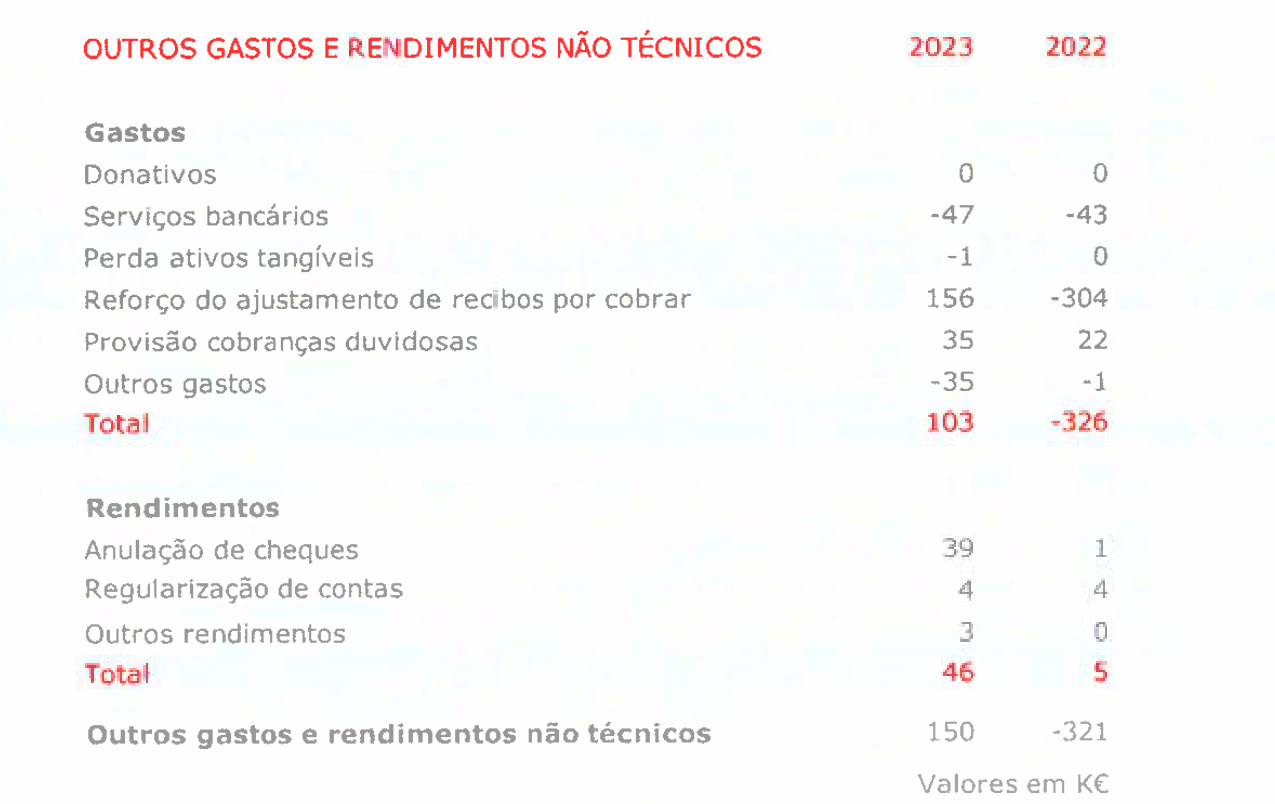 OUTROS GASTOS E RENDIMENTOS NÃO TÉCNICOS 2023 2022
Gastos
Donativos 0 0
Serviços bancários -47 -43
Perda ativos tangíveis -1 0
Reforço do ajustamento de recibos por cobrar 156 -304
Provisão cobranças duvidosas 35 22
Outros gastos -35 -1
Total 103 -326
Rendimentos
Anulação de cheques 39 1
Regularização de contas 4 4
Outros rendimentos 3 0
Total 46 5
Outros gastos e rendimentos não técnicos 150 -321
Valores em K€